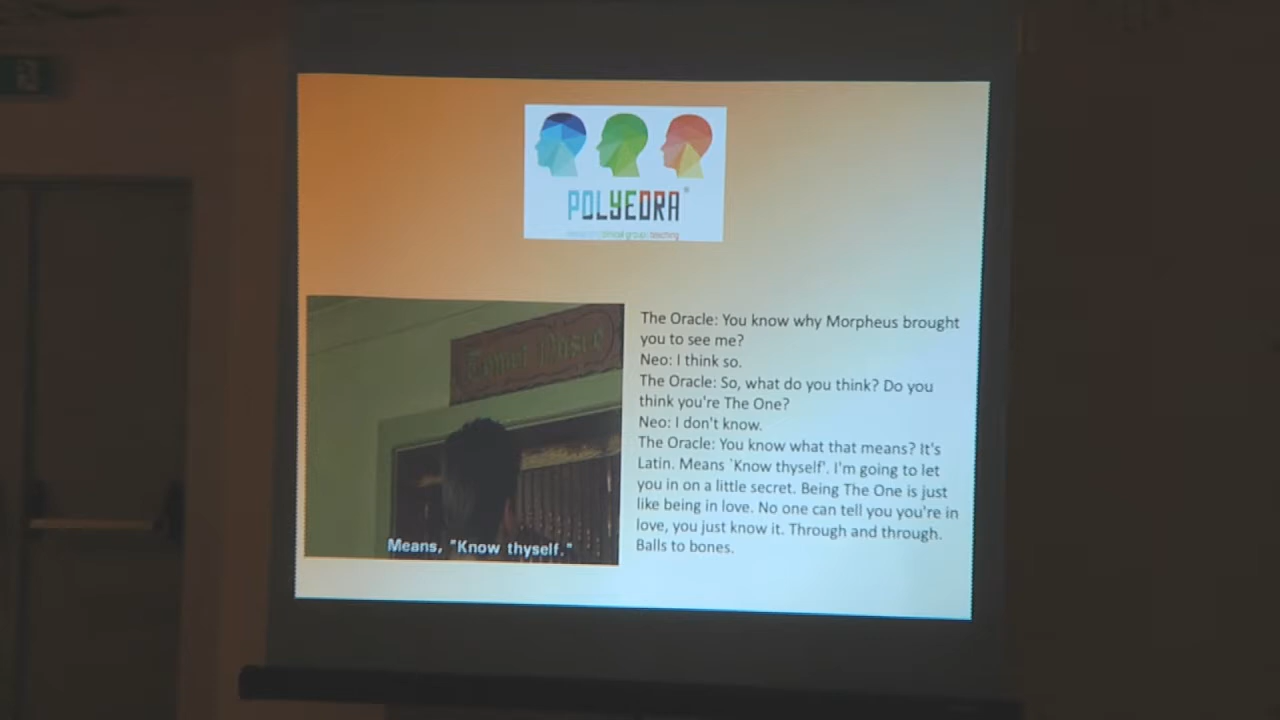 POLYEDRA®
group teaching
Temet Nosce
Means, "Know thyself."
The Oracle: You know why Morpheus brought
you to see me?
Neo: I think so.
The Oracle: So, what do you think? Do you
think you're The One?
Neo: I don't know.
The Oracle: You know what that means? It's
Latin. Means `Know thyself'. I'm going to let
you in on a little secret. Being The One is just
like being in love. No one can tell you you're in
love, you just know it. Through and through.
Balls to bones.